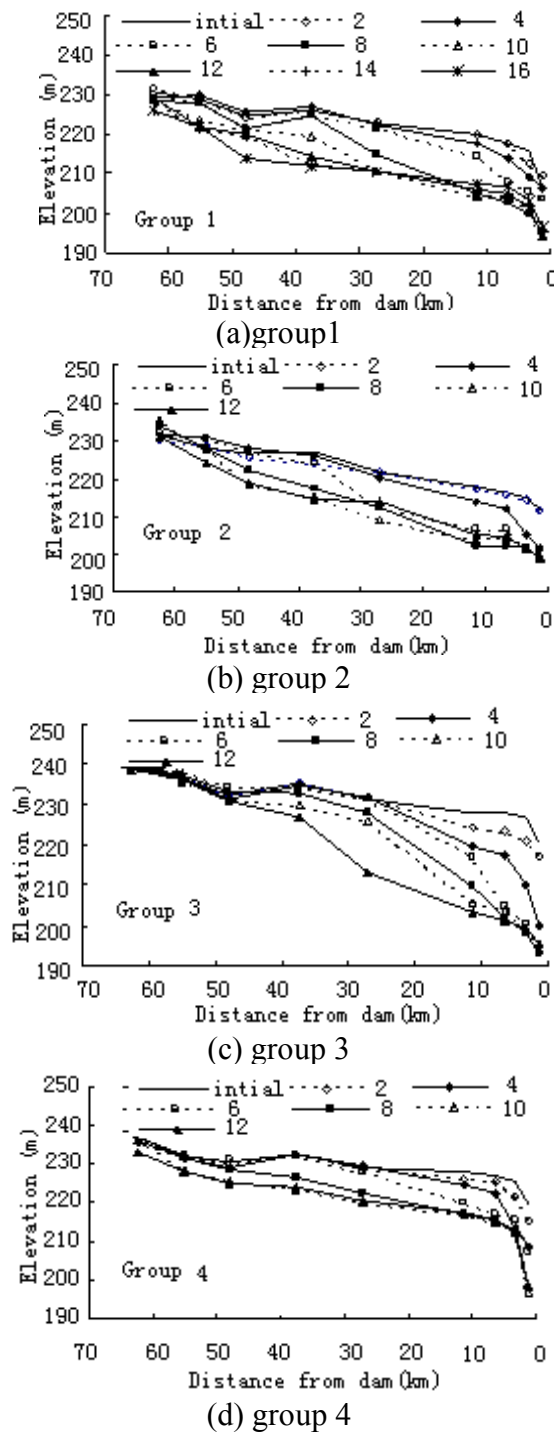 intial 2 4
6 8 10
12 14 16
250
240
230
220
210
200
190
Elevation (m)
Group 1
70 60 50 40 30 20 10 0
Distance from dam(km)
(a)group1
intial 2 4
6 8 10
12
250
240
230
220
210
200
190
Elevation (m)
Group 2
70 60 50 40 30 20 10 0
Distance from dam(km)
(b) group 2
intial 2 4
6 8 10
12
250
240
230
220
210
200
190
Elevation (m)
Group 3
70 60 50 40 30 20 10 0
Distance from dam(km)
(c) group 3
intial 2 4
6 8 10
12
250
240
230
220
210
200
190
Elevation (m)
Group 4
70 60 50 40 30 20 10 0
Distance from dam(km)
(d) group 4